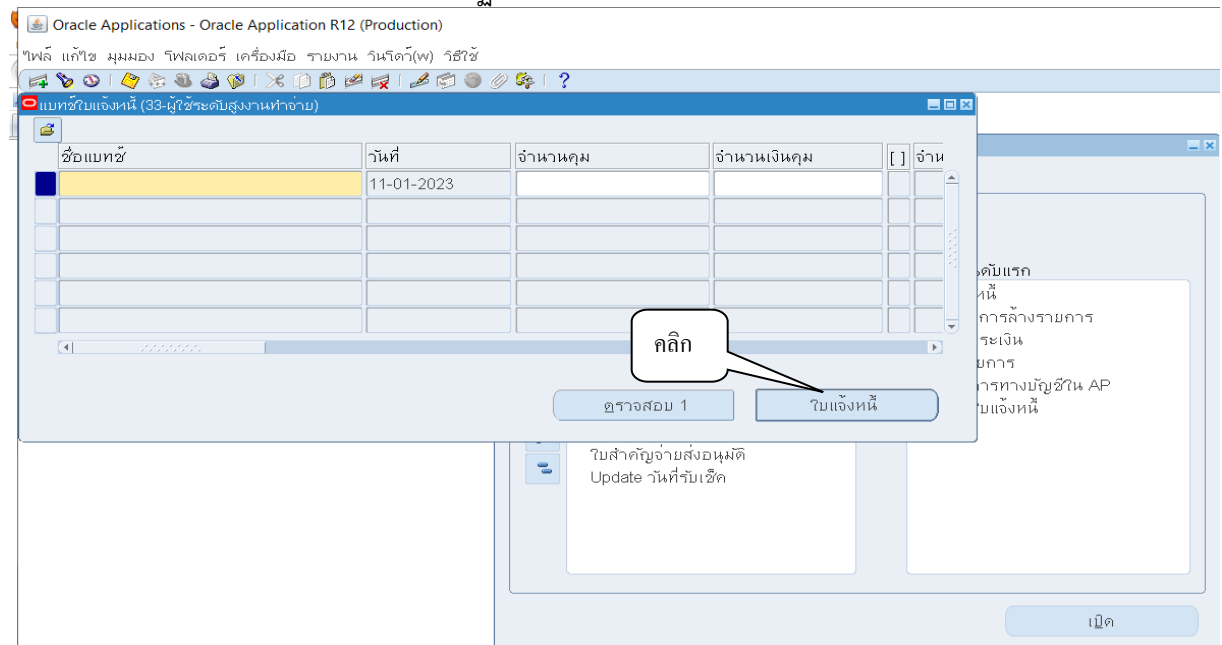 Oracle Applications - Oracle Application R12 (Production)
ไฟล์ แก้ไข มุมมอง โฟลเดอร์ เครื่องมือ รายงาน วินโดว์(w) วิธีใช้
แบทช์ใบแจ้งหนี้ (33-ผู้ใช้ระดับสูงงานทำจ่าย)
ชื่อแบทช์ วันที่ จำนวนคุม จำนวนเงินคุม [ ] จำน
11-01-2023
คลิก
ตรวจสอบ 1 ใบแจ้งหนี้
ดับแรก
การล้างรายการ
ระเงิน
ารทางบัญชีใน AP
บแจ้งหนี้
ใบสำคัญจ่ายส่งอนุมัติ
Update วันที่รับเช็ค
เปิด